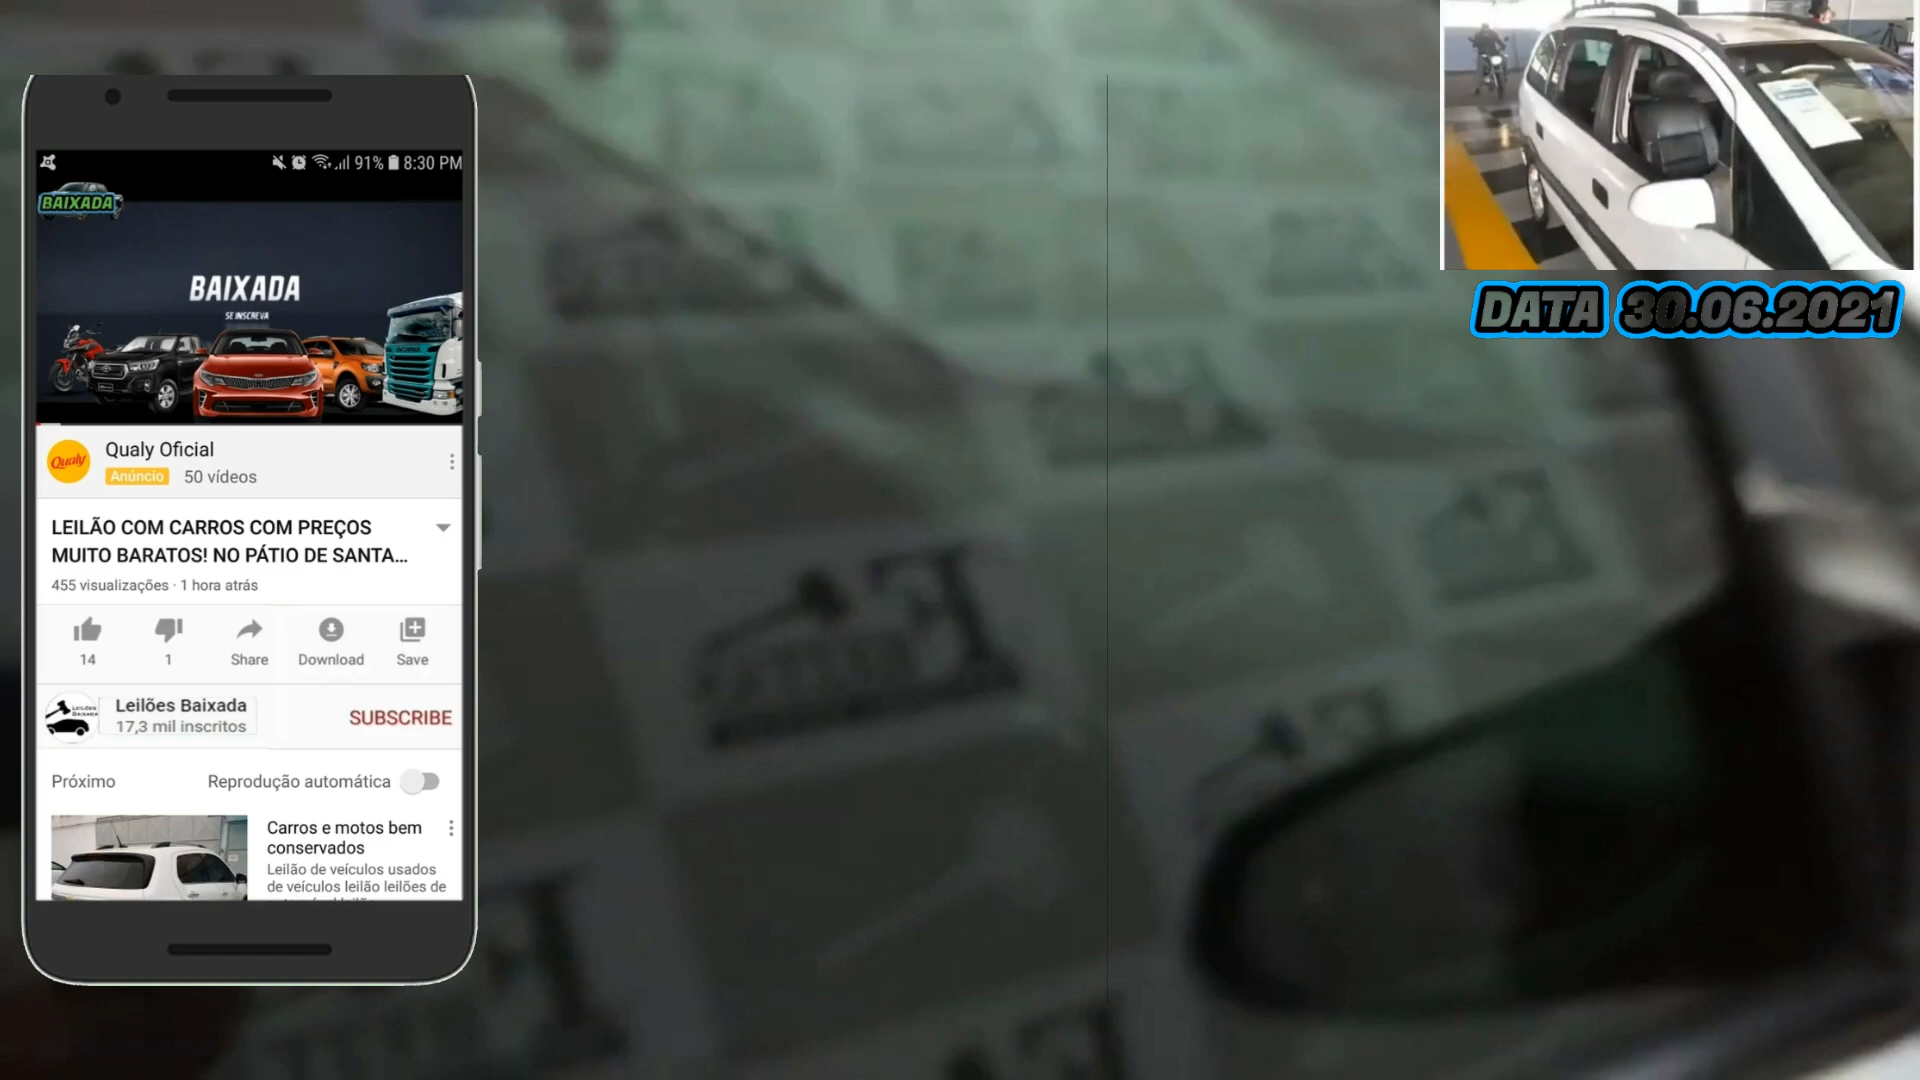 91% 8:30 PM
BAIXADA
BAIXADA
SE INSCREVA
SCANIA
Qualy
Qualy Oficial
Anúncio 50 vídeos
LEILÃO COM CARROS COM PREÇOS
MUITO BARATOS! NO PÁTIO DE SANTA...
455 visualizações · 1 hora atrás
14 1 Share Download Save
LEILÕES
BAIXADA
Leilões Baixada
17,3 mil inscritos
SUBSCRIBE
Próximo Reprodução automática
Carros e motos bem
conservados
Leilão de veículos usados
de veículos leilão leilões de
DATA 30.06.2021